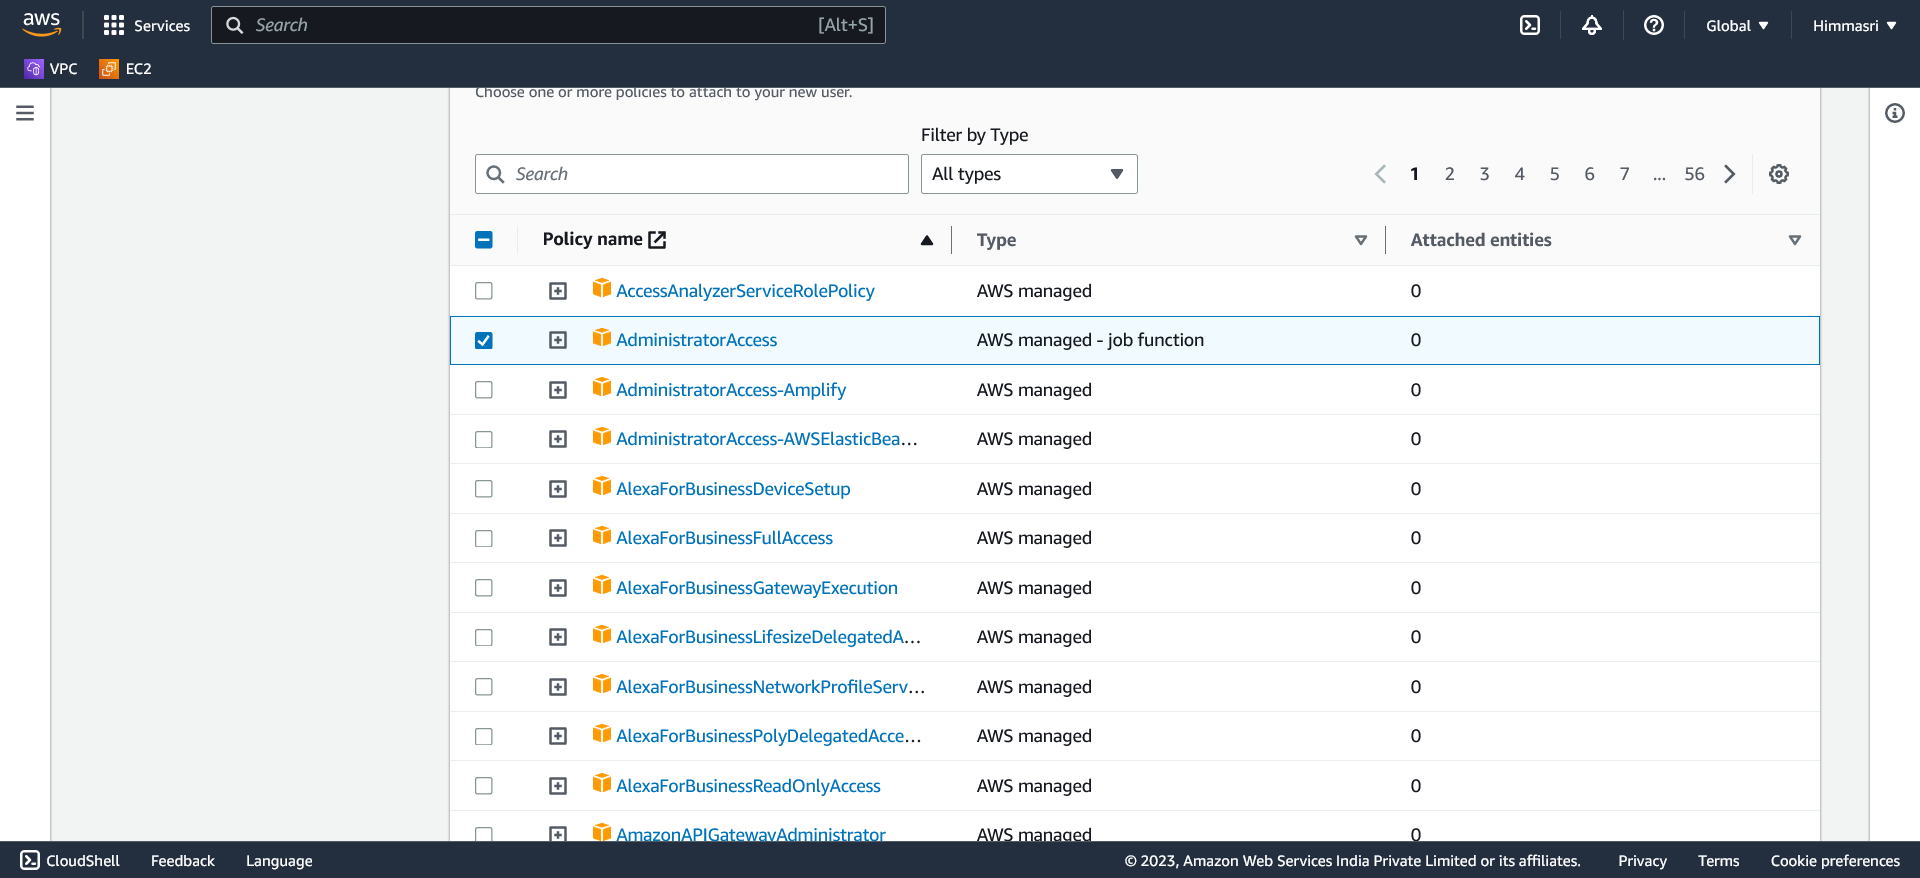 aws Services Search [Alt+S] Global Himmasri
VPC EC2
Choose one or more policies to attach to your new user.
Filter by Type
Search All types 1 2 3 4 5 6 7 ... 56
Policy name Type Attached entities
AccessAnalyzerServiceRolePolicy AWS managed 0
AdministratorAccess AWS managed - job function 0
AdministratorAccess-Amplify AWS managed 0
AdministratorAccess-AWSElasticBea... AWS managed 0
AlexaForBusinessDeviceSetup AWS managed 0
AlexaForBusinessFullAccess AWS managed 0
AlexaForBusinessGatewayExecution AWS managed 0
AlexaForBusinessLifesizeDelegatedA... AWS managed 0
AlexaForBusinessNetworkProfileServ... AWS managed 0
AlexaForBusinessPolyDelegatedAcce... AWS managed 0
AlexaForBusinessReadOnlyAccess AWS managed 0
AmazonAPIGatewayAdministrator AWS managed 0
CloudShell Feedback Language © 2023, Amazon Web Services India Private Limited or its affiliates. Privacy Terms Cookie preferences